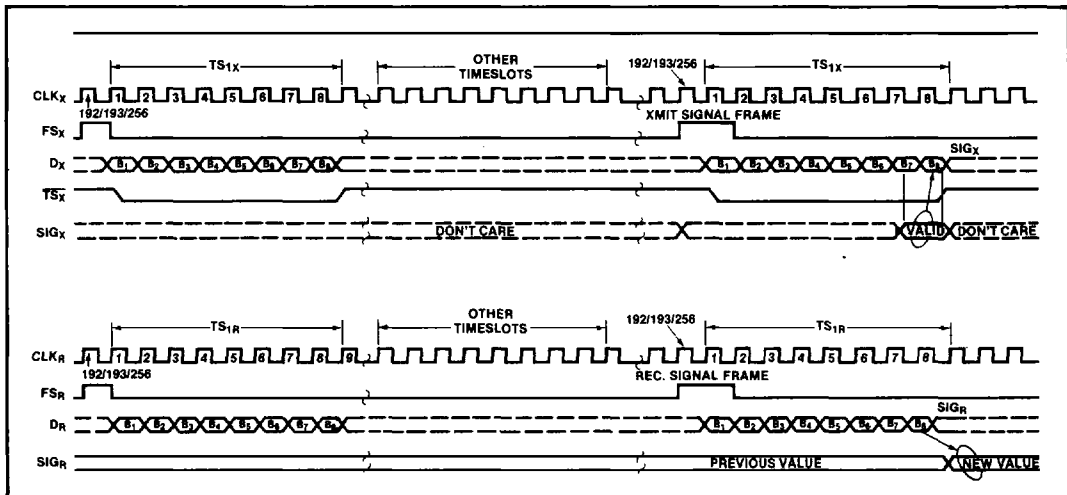 TS1X OTHER TIMESLOTS 192/193/256 TS1X
CLKX 1 2 3 4 5 6 7 8 1 2 3 4 5 6 7 8
192/193/256 XMIT SIGNAL FRAME
FSX
SIGX
DX B1 B2 B3 B4 B5 B6 B7 B8 B1 B2 B3 B4 B5 B6 B7 B8
TSX
SIGX DON'T CARE VALID DON'T CARE
TS1R OTHER TIMESLOTS 192/193/256 TS1R
CLKR 1 2 3 4 5 6 7 8 9 1 2 3 4 5 6 7 8
192/193/256 REC. SIGNAL FRAME
FSR
SIGR
DR B1 B2 B3 B4 B5 B6 B7 B8 B1 B2 B3 B4 B5 B6 B7 B8
SIGR PREVIOUS VALUE NEW VALUE